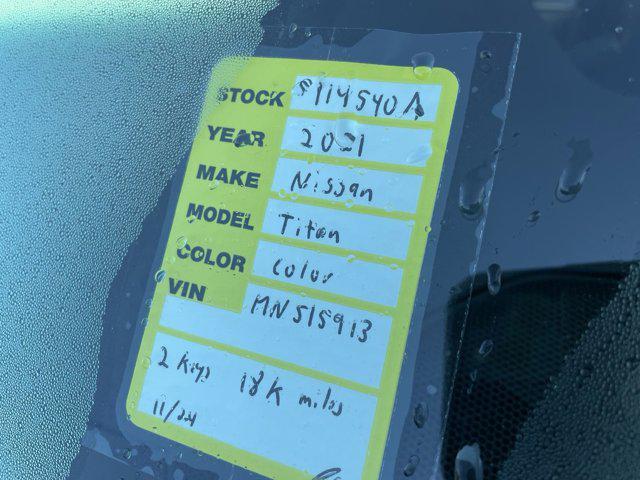 STOCK P114540A
YEAR 2021
MAKE Nissan
MODEL Titan
COLOR Color
VIN MN515913
2 keys 18K miles
11/24